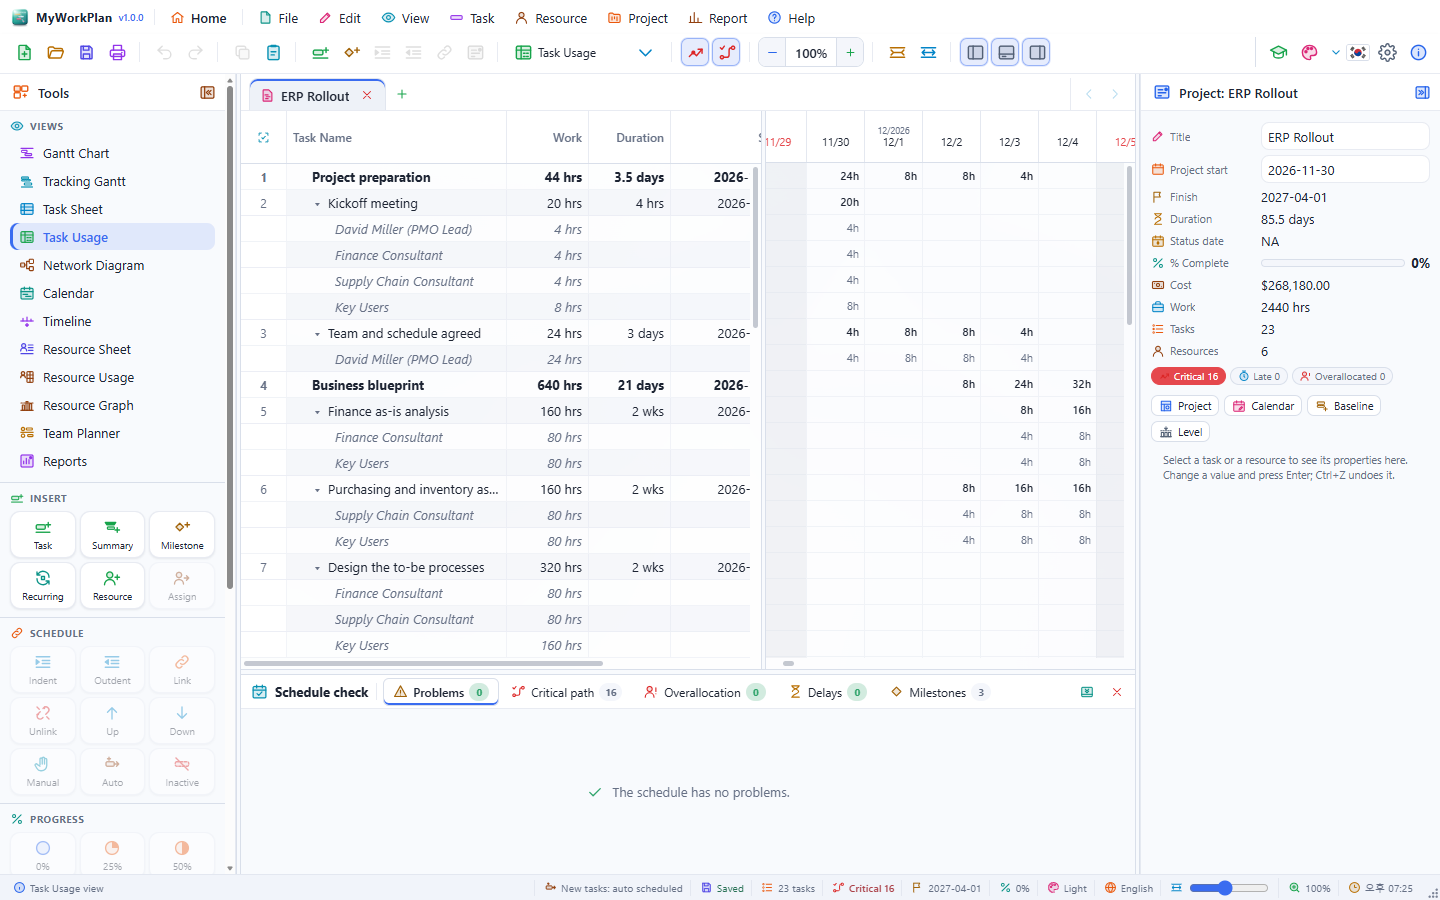 MyWorkPlan v1.0.0 Home File Edit View Task Resource Project Report Help
Task Usage 100%
Tools
VIEWS
Gantt Chart
Tracking Gantt
Task Sheet
Task Usage
Network Diagram
Calendar
Timeline
Resource Sheet
Resource Usage
Resource Graph
Team Planner
Reports
INSERT
Task Summary Milestone
Recurring Resource Assign
SCHEDULE
Indent Outdent Link
Unlink Up Down
Manual Auto Inactive
PROGRESS
0% 25% 50%
ERP Rollout
Task Name Work Duration
12/2026
11/29 11/30 12/1 12/2 12/3 12/4 12/5
1 Project preparation 44 hrs 3.5 days 2026- 24h 8h 8h 4h
2 Kickoff meeting 20 hrs 4 hrs 2026- 20h
David Miller (PMO Lead) 4 hrs 4h
Finance Consultant 4 hrs 4h
Supply Chain Consultant 4 hrs 4h
Key Users 8 hrs 8h
3 Team and schedule agreed 24 hrs 3 days 2026- 4h 8h 8h 4h
David Miller (PMO Lead) 24 hrs 4h 8h 8h 4h
4 Business blueprint 640 hrs 21 days 2026- 8h 24h 32h
5 Finance as-is analysis 160 hrs 2 wks 2026- 8h 16h
Finance Consultant 80 hrs 4h 8h
Key Users 80 hrs 4h 8h
6 Purchasing and inventory as... 160 hrs 2 wks 2026- 8h 16h 16h
Supply Chain Consultant 80 hrs 4h 8h 8h
Key Users 80 hrs 4h 8h 8h
7 Design the to-be processes 320 hrs 2 wks 2026-
Finance Consultant 80 hrs
Supply Chain Consultant 80 hrs
Key Users 160 hrs
Schedule check Problems 0 Critical path 16 Overallocation 0 Delays 0 Milestones 3
The schedule has no problems.
Project: ERP Rollout
Title ERP Rollout
Project start 2026-11-30
Finish 2027-04-01
Duration 85.5 days
Status date NA
% Complete 0%
Cost $268,180.00
Work 2440 hrs
Tasks 23
Resources 6
Critical 16 Late 0 Overallocated 0
Project Calendar Baseline
Level
Select a task or a resource to see its properties here.
Change a value and press Enter; Ctrl+Z undoes it.
Task Usage view New tasks: auto scheduled Saved 23 tasks Critical 16 2027-04-01 0% Light English 100% 오후 07:25